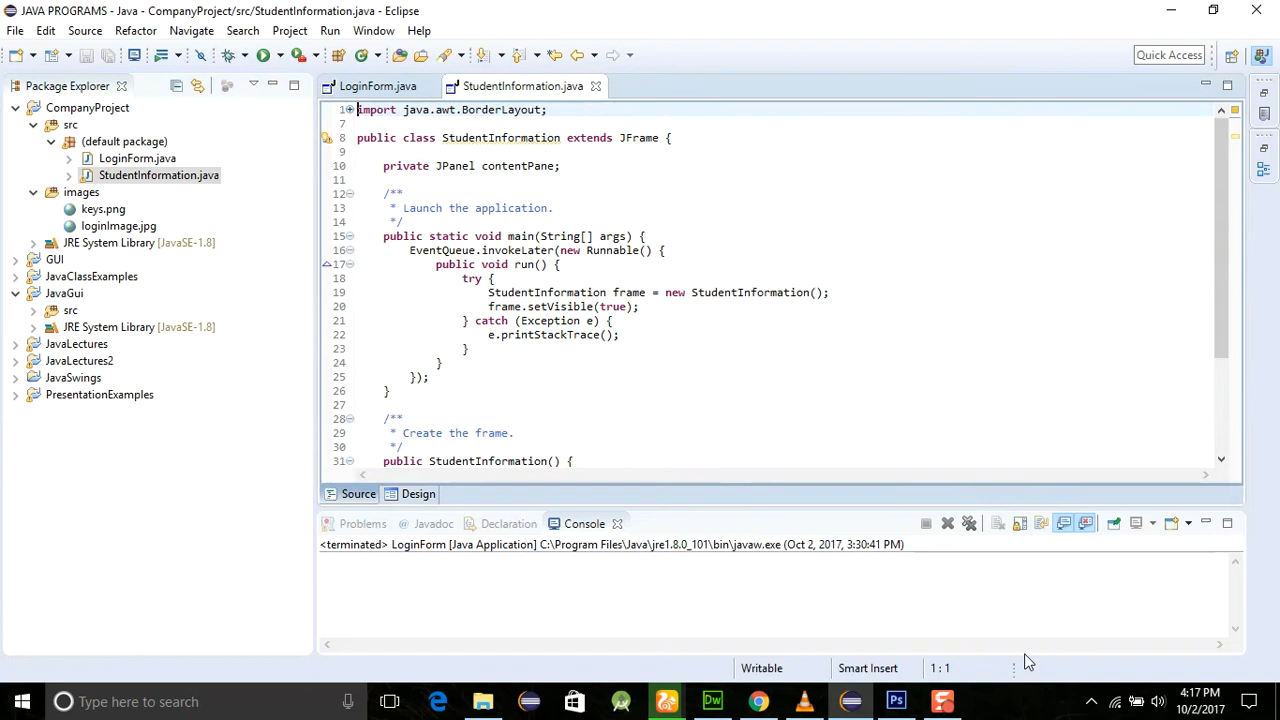 JAVA PROGRAMS - Java - CompanyProject/src/StudentInformation.java - Eclipse
File Edit Source Refactor Navigate Search Project Run Window Help
Quick Access
Package Explorer
CompanyProject
src
(default package)
LoginForm.java
StudentInformation.java
images
keys.png
loginImage.jpg
JRE System Library [JavaSE-1.8]
GUI
JavaClassExamples
JavaGui
src
JRE System Library [JavaSE-1.8]
JavaLectures
JavaLectures2
JavaSwings
PresentationExamples
LoginForm.java StudentInformation.java
1 import java.awt.BorderLayout;
7
8 public class StudentInformation extends JFrame {
9
10 private JPanel contentPane;
11
12 /**
13 * Launch the application.
14 */
15 public static void main(String[] args) {
16 EventQueue.invokeLater(new Runnable() {
17 public void run() {
18 try {
19 StudentInformation frame = new StudentInformation();
20 frame.setVisible(true);
21 } catch (Exception e) {
22 e.printStackTrace();
23 }
24 }
25 });
26 }
27
28 /**
29 * Create the frame.
30 */
31 public StudentInformation() {
Source Design
Problems Javadoc Declaration Console
<terminated> LoginForm [Java Application] C:\Program Files\Java\jre1.8.0_101\bin\javaw.exe (Oct 2, 2017, 3:30:41 PM)
Writable Smart Insert 1 : 1
Type here to search
Dw
Ps
4:17 PM
10/2/2017